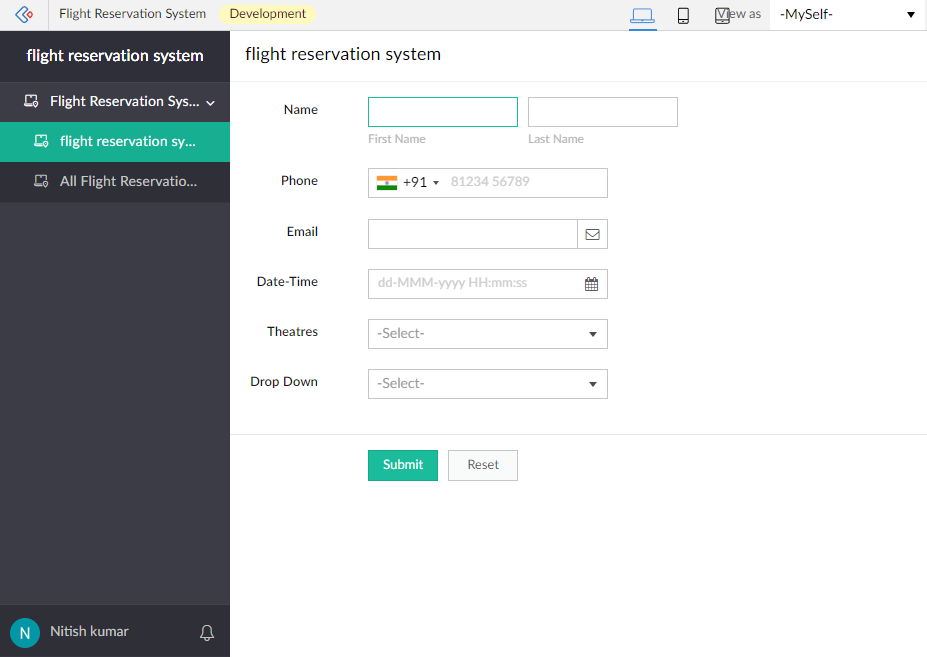 Flight Reservation System Development View as -MySelf-
flight reservation system
flight reservation system
Flight Reservation Sys...
flight reservation sy...
All Flight Reservatio...
Name
First Name Last Name
Phone +91 81234 56789
Email
Date-Time dd-MMM-yyyy HH:mm:ss
Theatres -Select-
Drop Down -Select-
Submit Reset
N Nitish kumar